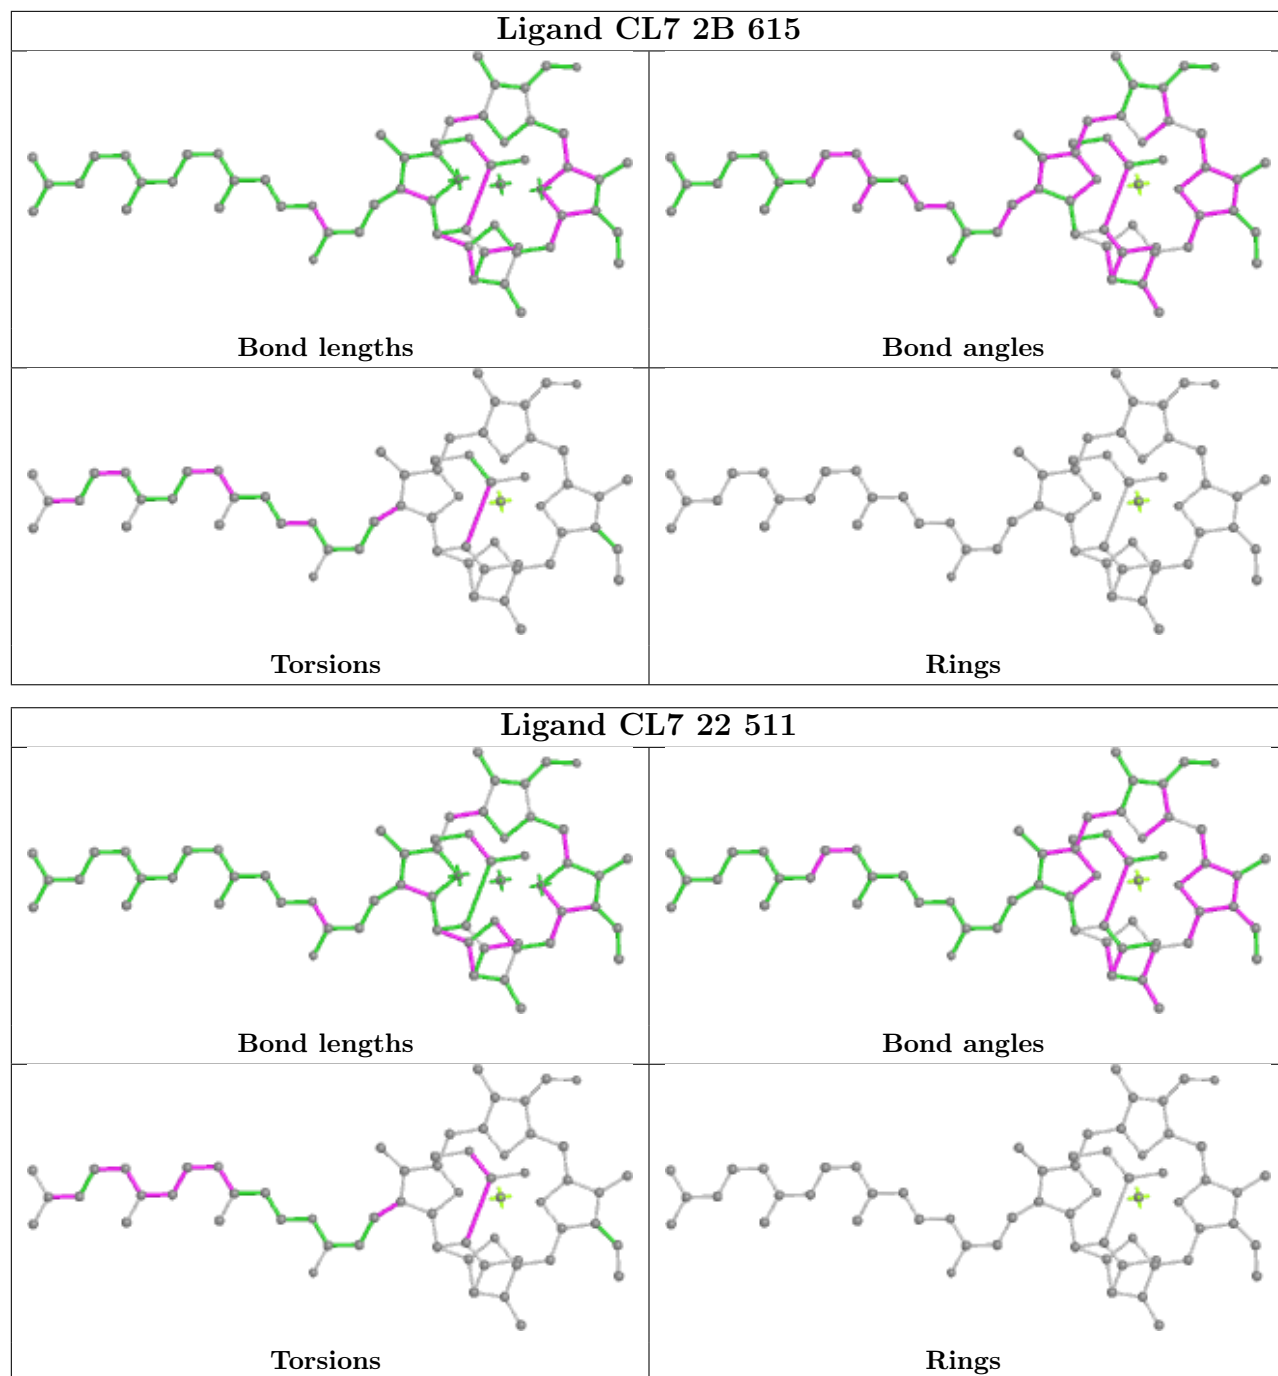 Ligand CL7 2B 615
Bond lengths
Bond angles
Torsions
Rings
Ligand CL7 22 511
Bond lengths
Bond angles
Torsions
Rings